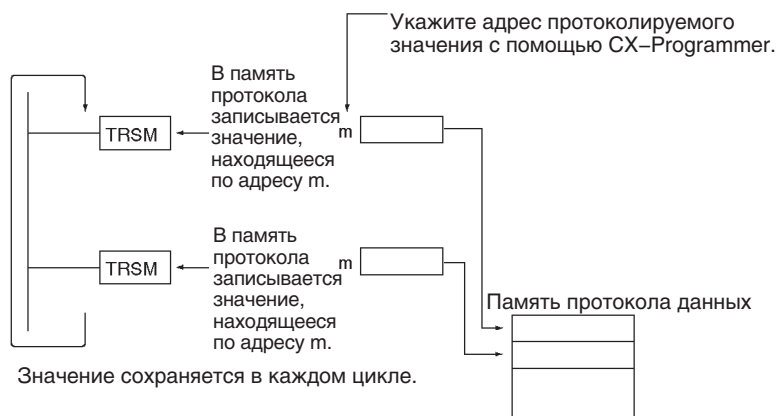 Укажите адрес протоколируемого
значения с помощью CX–Programmer.
В память
протокола
записывается
значение,
находящееся
по адресу m.
TRSM
m
В память
протокола
записывается
значение,
находящееся
по адресу m.
TRSM
m
Память протокола данных
Значение сохраняется в каждом цикле.